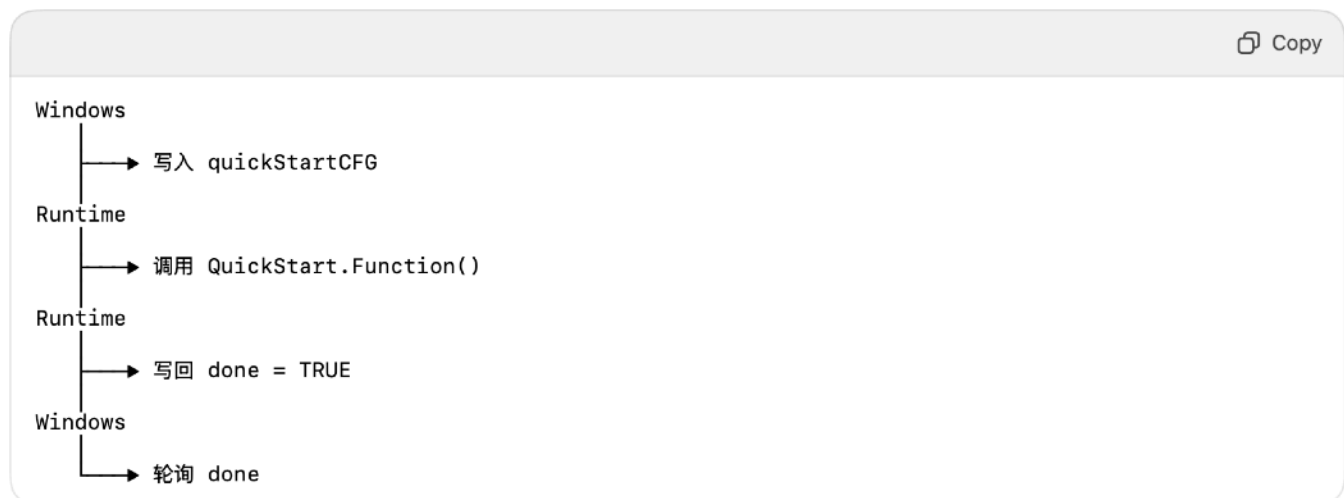 Copy
Windows
写入 quickStartCFG
Runtime
调用 QuickStart.Function()
Runtime
写回 done = TRUE
Windows
轮询 done